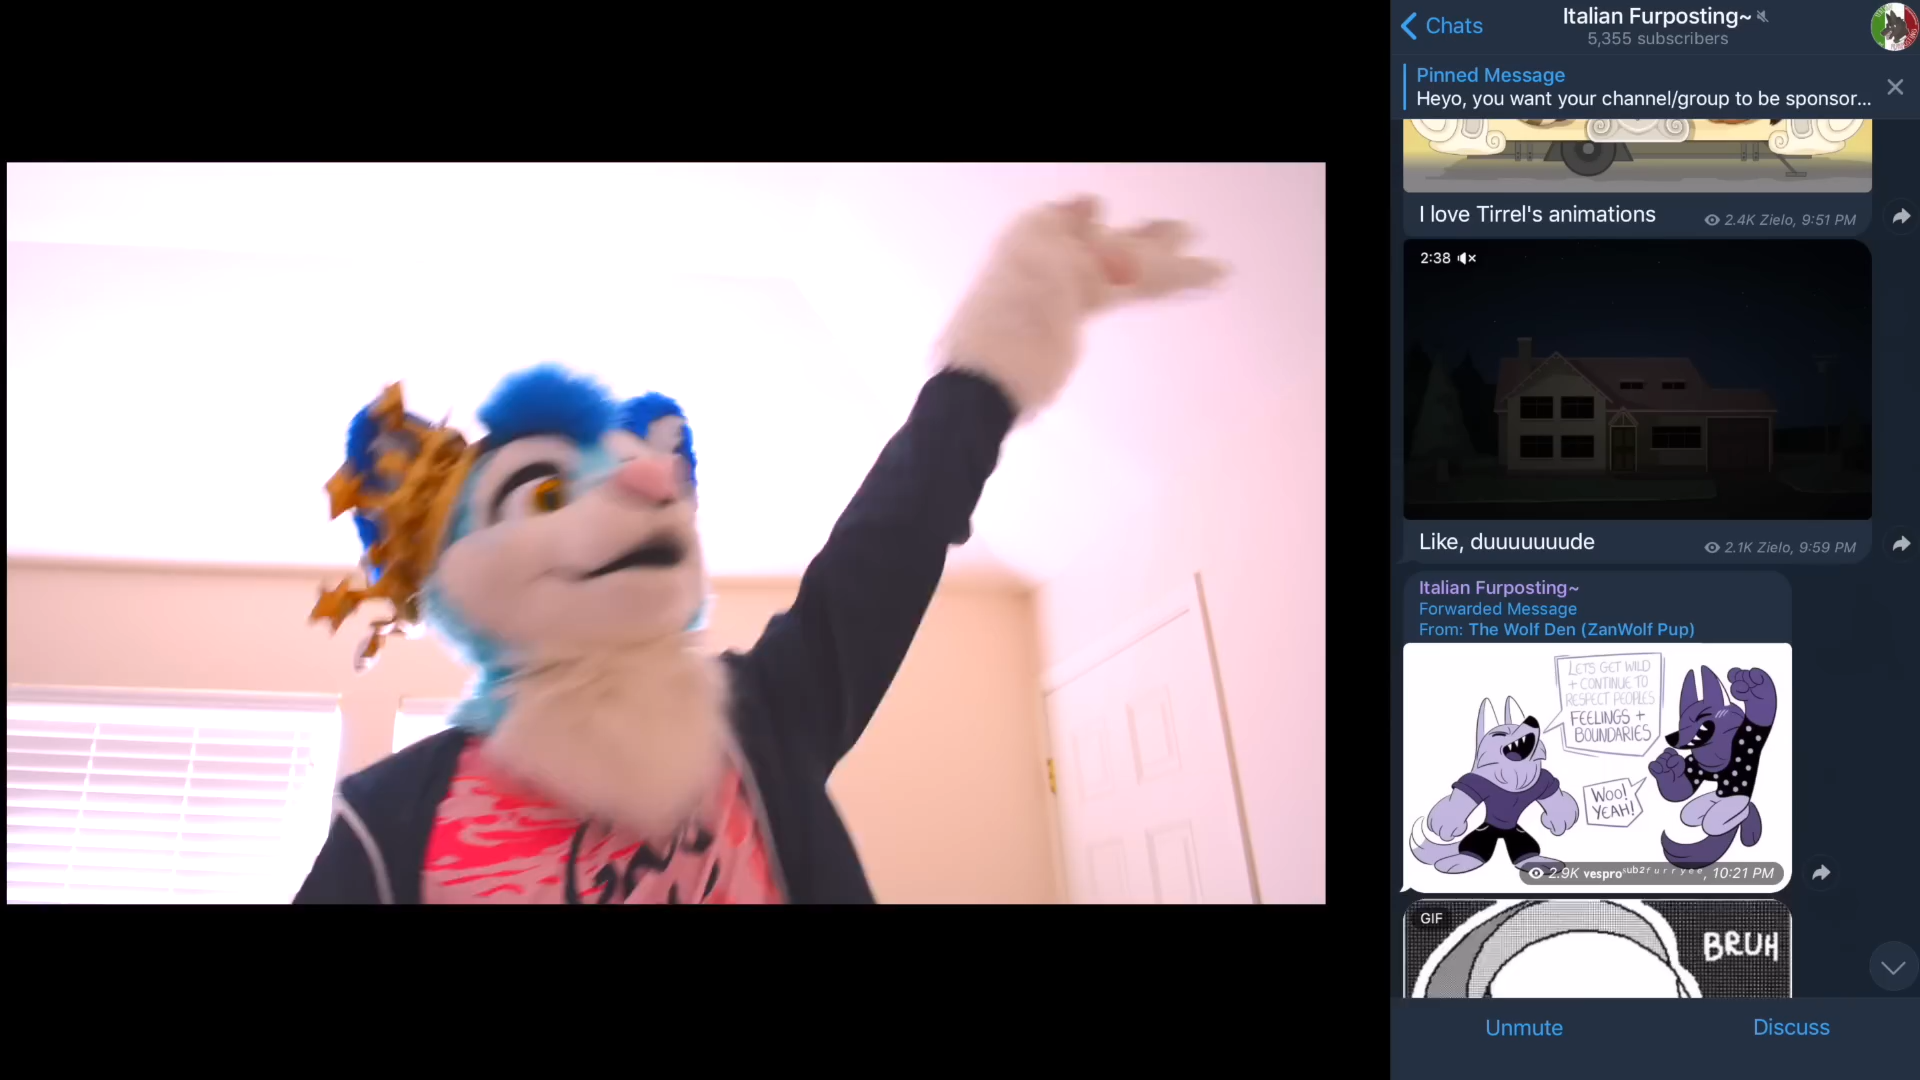 Chats
Italian Furposting~
5,355 subscribers
Pinned Message
Heyo, you want your channel/group to be sponsor...
I love Tirrel's animations
2.4K Zielo, 9:51 PM
2:38
Like, duuuuuuude
2.1K Zielo, 9:59 PM
Italian Furposting~
Forwarded Message
From: The Wolf Den (ZanWolf Pup)
LETS GET WILD
+ CONTINUE TO
RESPECT PEOPLES
FEELINGS +
BOUNDARIES
WOO!
YEAH!
2.9K vespro ˢᵘᵇ²ᶠᵘʳʳʸᵒᵉ, 10:21 PM
GIF
BRUH
Unmute
Discuss